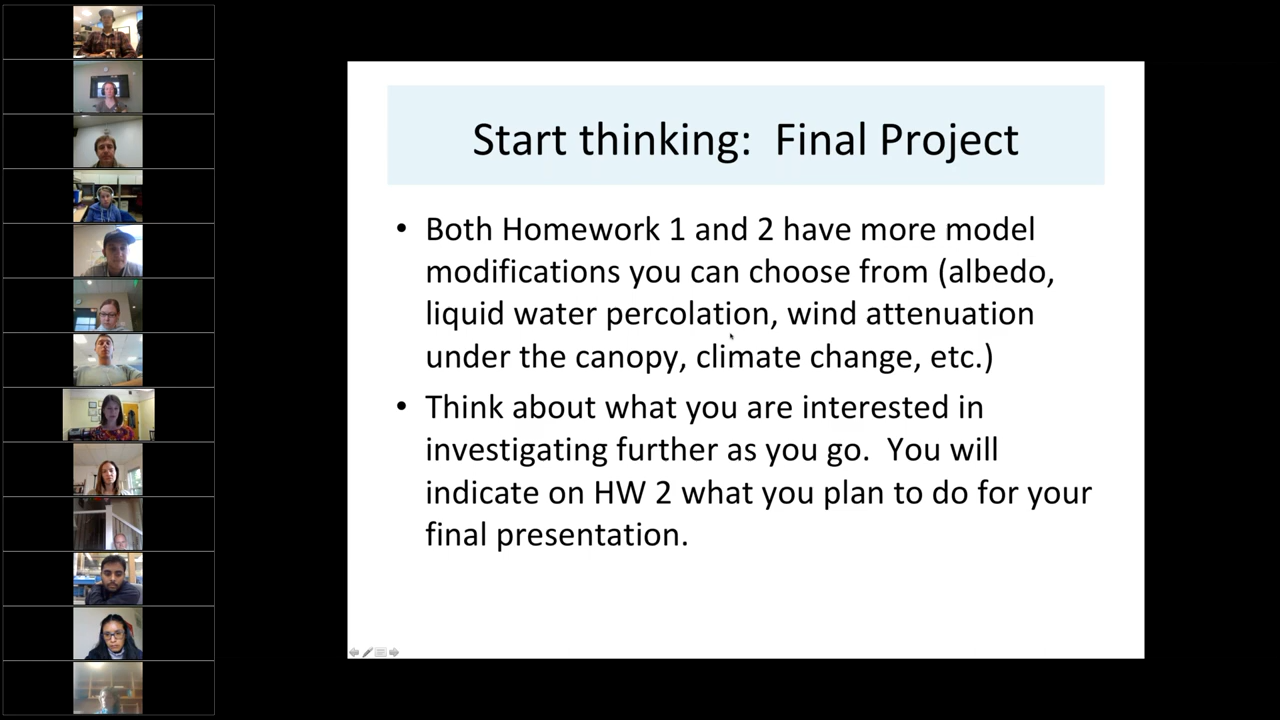 Start thinking:  Final Project
• Both Homework 1 and 2 have more model
modifications you can choose from (albedo,
liquid water percolation, wind attenuation
under the canopy, climate change, etc.)
• Think about what you are interested in
investigating further as you go.  You will
indicate on HW 2 what you plan to do for your
final presentation.